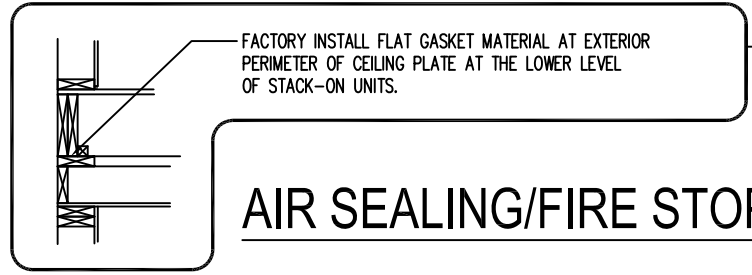 FACTORY INSTALL FLAT GASKET MATERIAL AT EXTERIOR
PERIMETER OF CEILING PLATE AT THE LOWER LEVEL
OF STACK-ON UNITS.
AIR SEALING/FIRE STOP